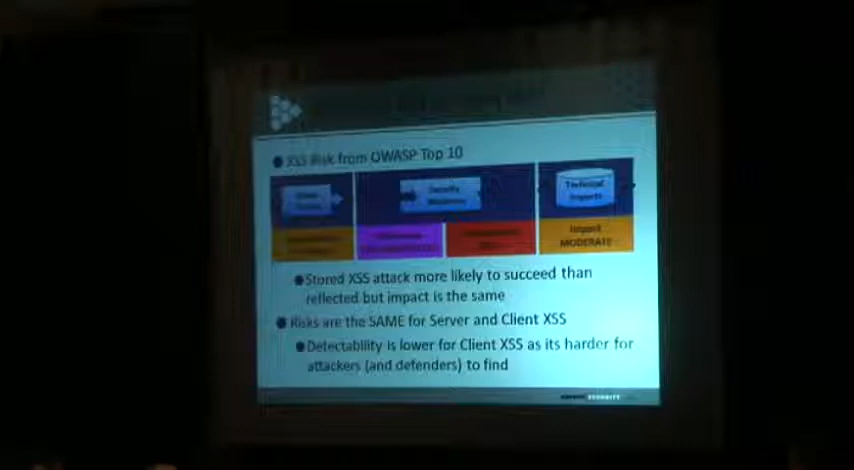 XSS Risk from OWASP Top 10
Security
Technical
Impacts
Impact
MODERATE
Stored XSS attack more likely to succeed than
reflected but impact is the same
Risks are the SAME for Server and Client XSS
Detectability is lower for Client XSS as its harder for
attackers (and defenders) to find
SECURITY